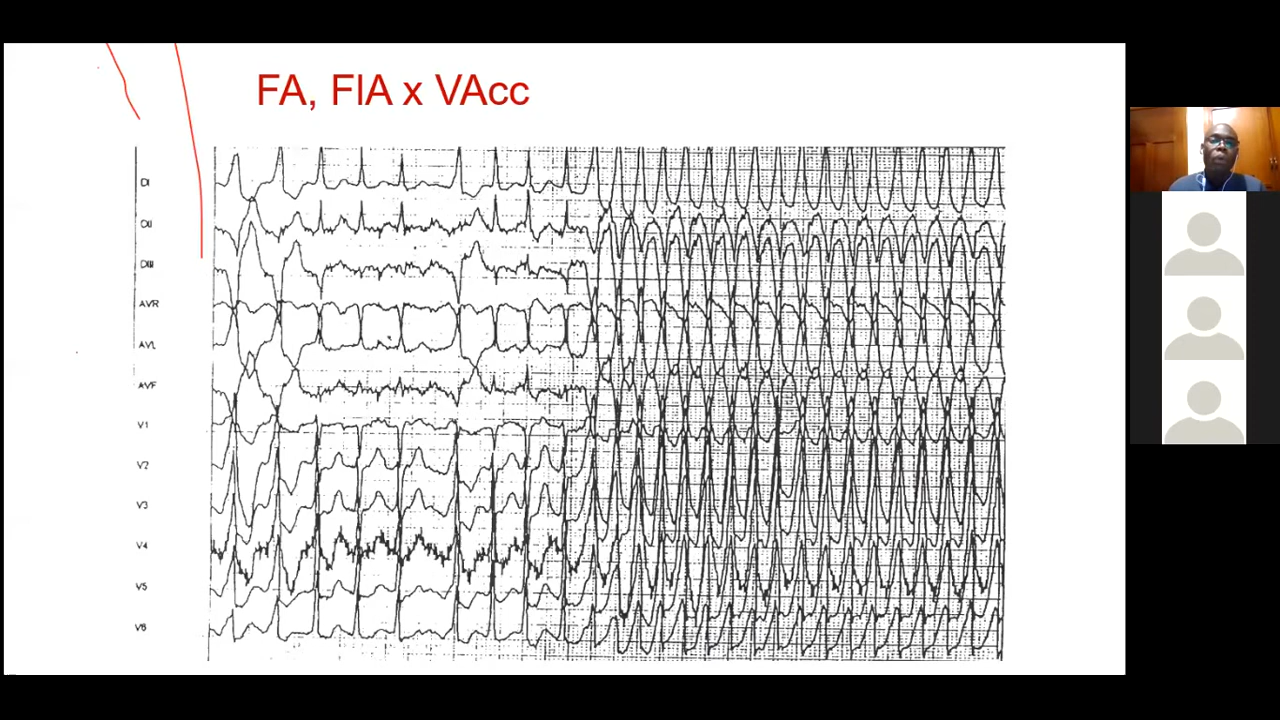 FA, FlA x VAcc
DI
DII
DIII
AVR
AVL
AVF
V1
V2
V3
V4
V5
V6